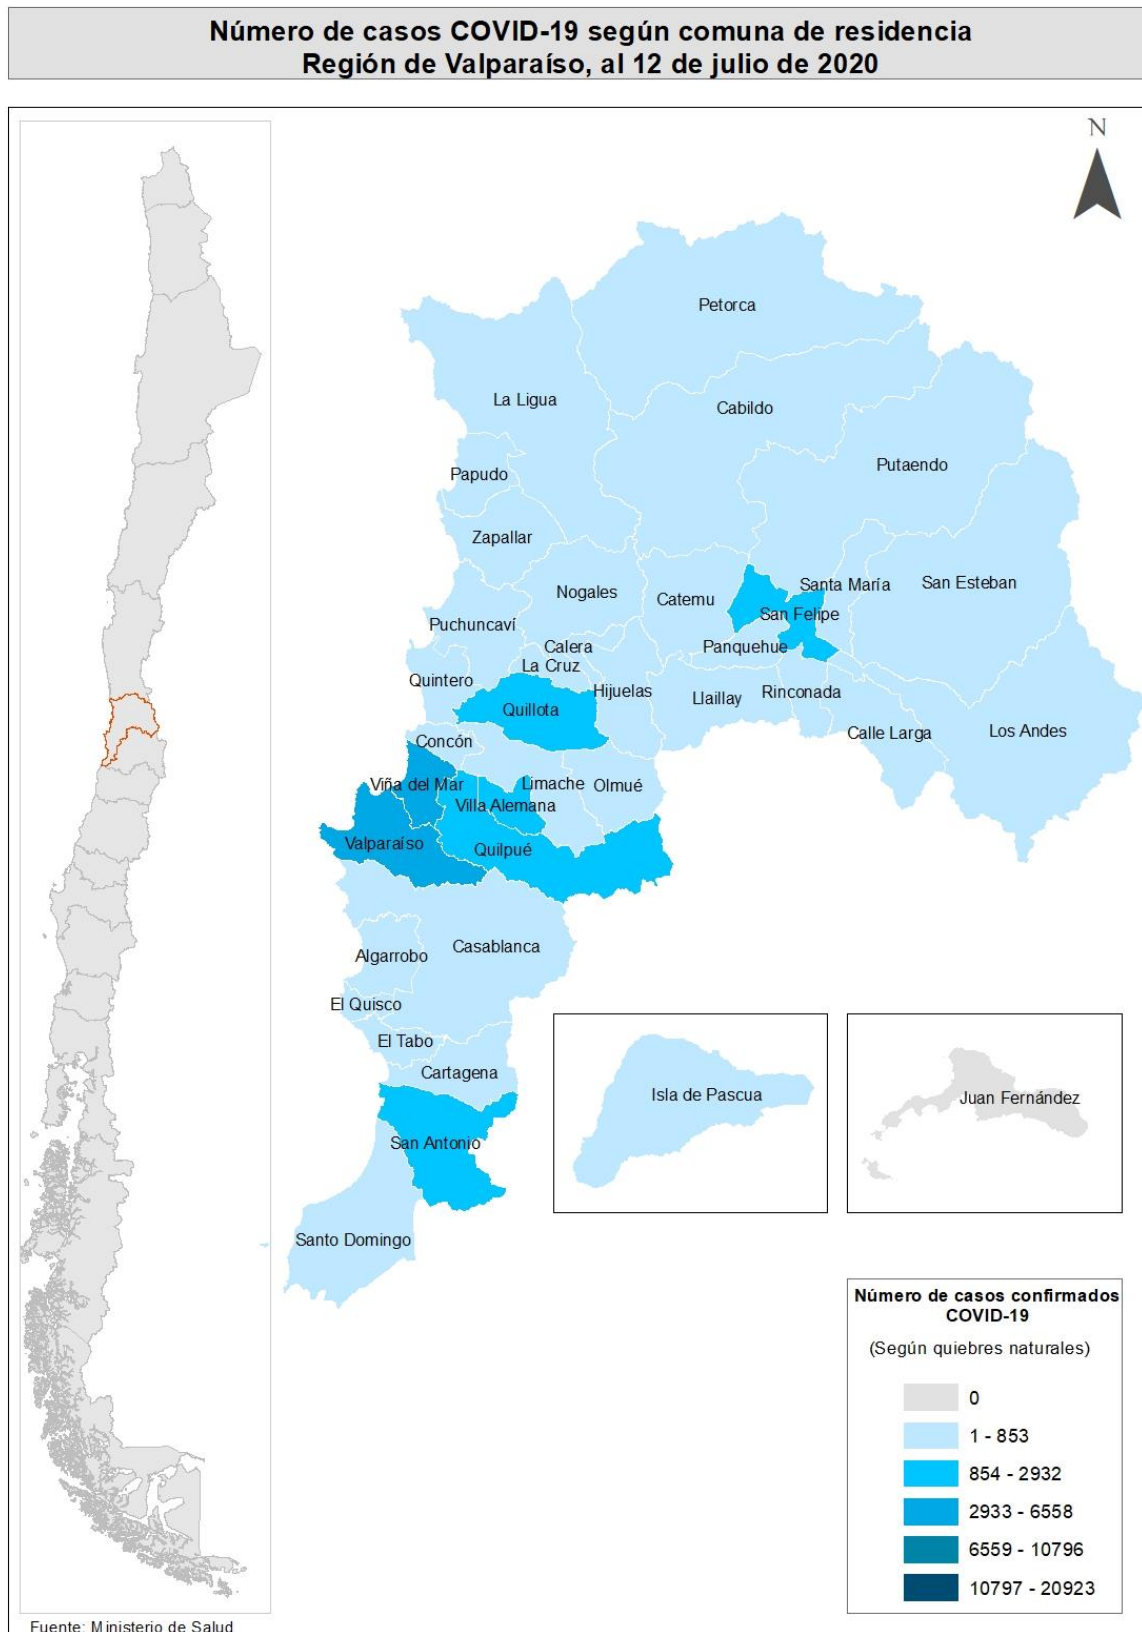 Número de casos COVID-19 según comuna de residencia
Región de Valparaíso, al 12 de julio de 2020
N
Petorca
La Ligua
Cabildo
Putaendo
Papudo
Zapallar
Nogales
Catemu
Santa María
San Esteban
San Felipe
Puchuncaví
Calera
Panquehue
La Cruz
Quintero
Hijuelas
Llaillay
Rinconada
Quillota
Calle Larga
Los Andes
Concón
Viña del Mar
Limache
Olmué
Villa Alemana
Valparaíso
Quilpué
Casablanca
Algarrobo
El Quisco
El Tabo
Cartagena
Isla de Pascua
Juan Fernández
San Antonio
Santo Domingo
Número de casos confirmados
COVID-19
(Según quiebres naturales)
0
1 - 853
854 - 2932
2933 - 6558
6559 - 10796
10797 - 20923
Fuente: Ministerio de Salud